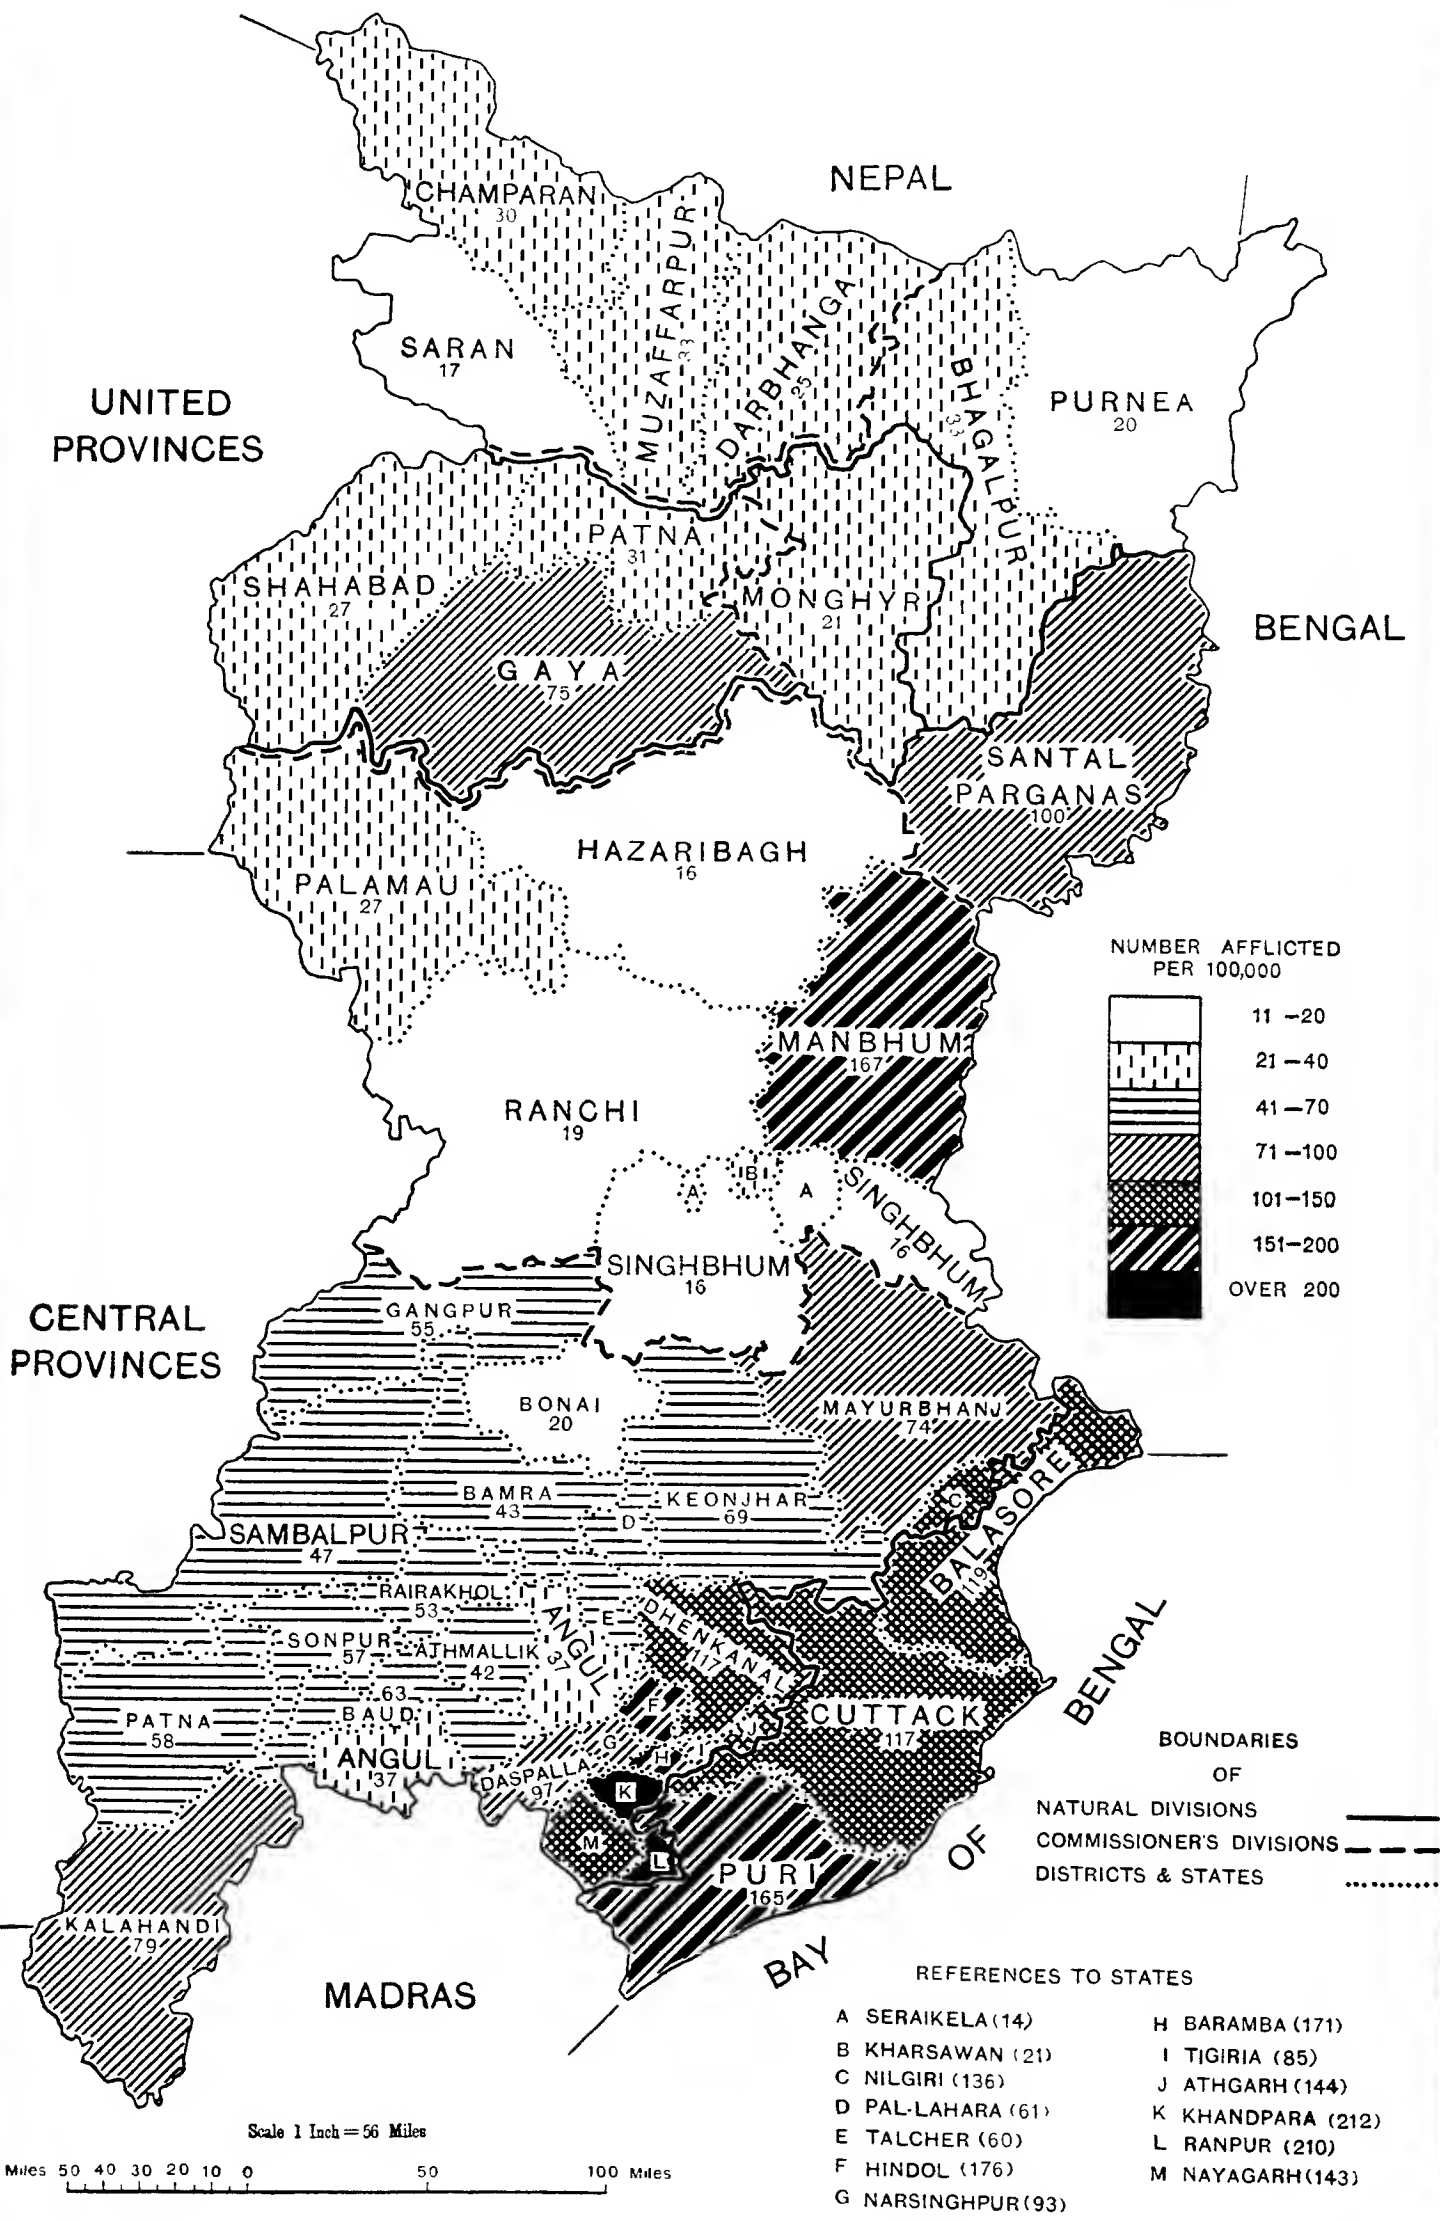 NEPAL
CHAMPARAN
30
MUZAFFARPUR
33
DARBHANGA
25
SARAN
17
BHAGALPUR
33
PURNEA
20
UNITED
PROVINCES
PATNA
31
SHAHABAD
27
MONGHYR
21
BENGAL
GAYA
75
SANTAL
PARGANAS
100
HAZARIBAGH
16
PALAMAU
27
NUMBER AFFLICTED
PER 100,000
11 – 20
21 – 40
41 – 70
71 – 100
101 – 150
151 – 200
OVER 200
MANBHUM
167
RANCHI
19
A
B
A
SINGHBHUM
16
SINGHBHUM
16
CENTRAL
PROVINCES
GANGPUR
55
BONAI
20
MAYURBHANJ
74
BAMRA
43
D
KEONJHAR
69
C
BALASORE
119
SAMBALPUR
47
RAIRAKHOL
53
ANGUL
37
E
DHENKANAL
117
SONPUR
57
ATHMALLIK
42
63
BAUD
F
CUTTACK
117
PATNA
58
ANGUL
37
DASPALLA
97
G
H
I
J
K
M
L
PURI
165
BAY OF BENGAL
BOUNDARIES
OF
NATURAL DIVISIONS
COMMISSIONER'S DIVISIONS
DISTRICTS & STATES
KALAHANDI
79
MADRAS
REFERENCES TO STATES
A SERAIKELA (14)
B KHARSAWAN (21)
C NILGIRI (136)
D PAL-LAHARA (61)
E TALCHER (60)
F HINDOL (176)
G NARSINGHPUR (93)
H BARAMBA (171)
I TIGIRIA (85)
J ATHGARH (144)
K KHANDPARA (212)
L RANPUR (210)
M NAYAGARH (143)
Scale 1 Inch = 56 Miles
Miles 50 40 30 20 10 0 50 100 Miles